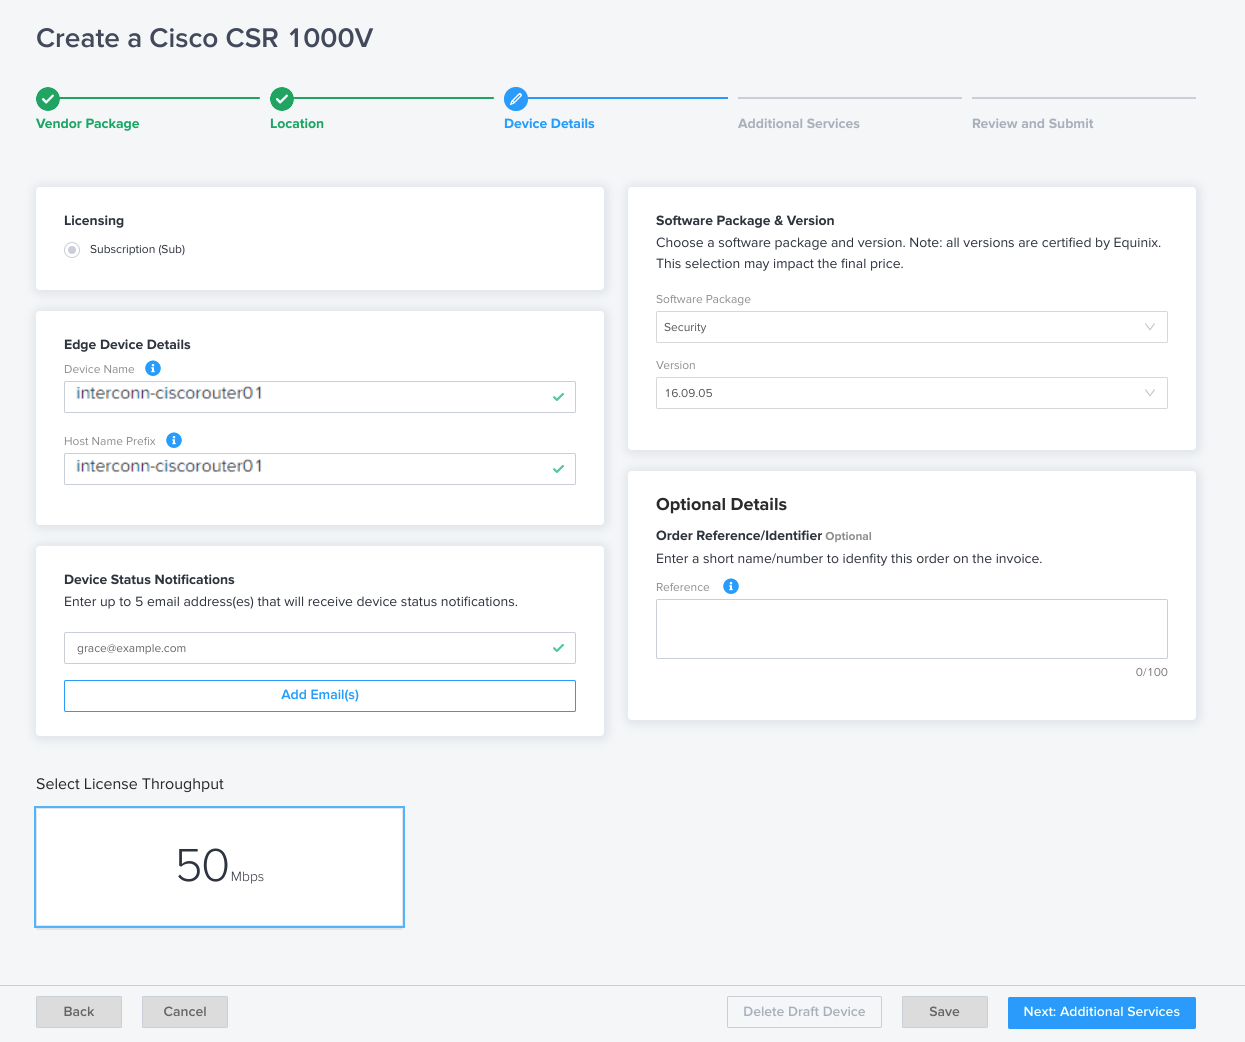 Create a Cisco CSR 1000V
Vendor Package
Location
Device Details
Additional Services
Review and Submit
Licensing
Subscription (Sub)
Edge Device Details
Device Name
interconn-ciscorouter01
Host Name Prefix
interconn-ciscorouter01
Device Status Notifications
Enter up to 5 email address(es) that will receive device status notifications.
grace@example.com
Add Email(s)
Software Package & Version
Choose a software package and version. Note: all versions are certified by Equinix.
This selection may impact the final price.
Software Package
Security
Version
16.09.05
Optional Details
Order Reference/Identifier Optional
Enter a short name/number to idenfity this order on the invoice.
Reference
0/100
Select License Throughput
50 Mbps
Back
Cancel
Delete Draft Device
Save
Next: Additional Services